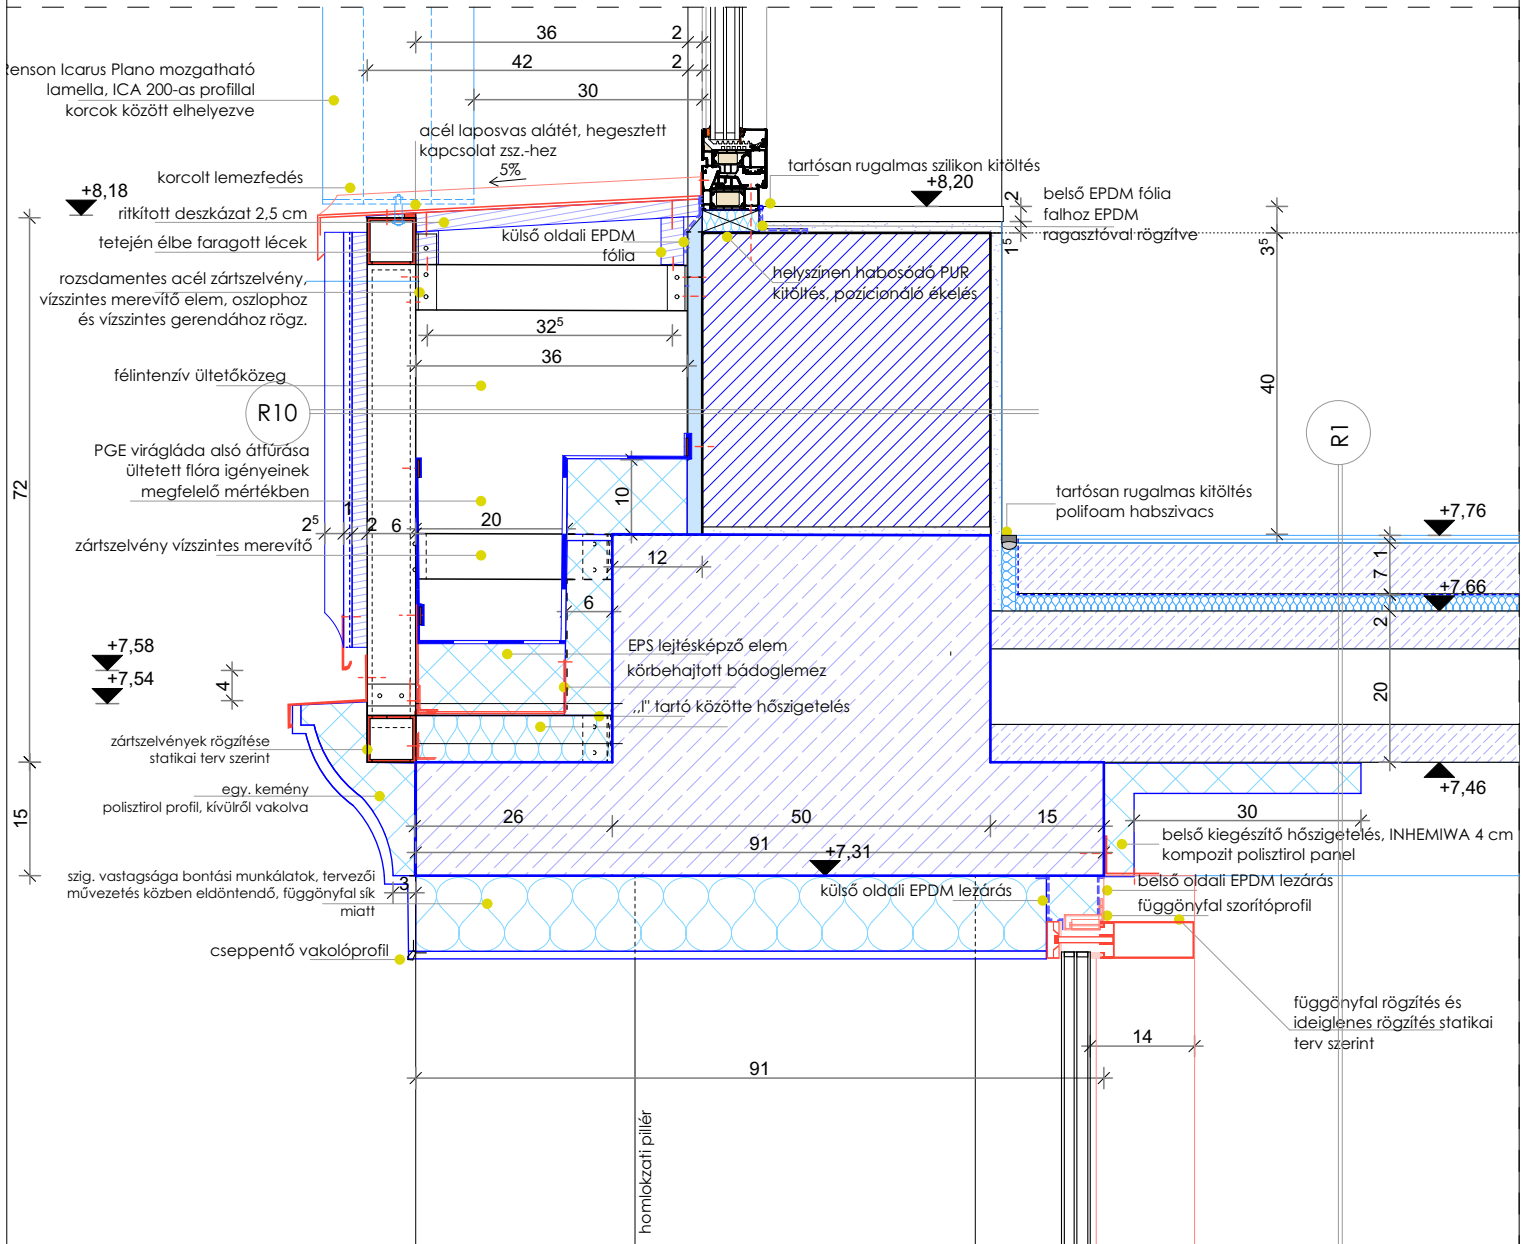 36
2
42
2
30
Renson Icarus Plano mozgatható
lamella, ICA 200-as profillal
korcok között elhelyezve
acél laposvas alátét, hegesztett
kapcsolat zsz.-hez
5%
tartósan rugalmas szilikon kitöltés
korcolt lemezfedés
+8,18
+8,20
2
belső EPDM fólia
falhoz EPDM
ragasztóval rögzítve
ritkított deszkázat 2,5 cm
tetején élbe faragott lécek
külső oldali EPDM
fólia
1⁵
3⁵
rozsdamentes acél zártszelvény,
vízszintes merevítő elem, oszlophoz
és vízszintes gerendához rögz.
helyszínen habosodó PUR
kitöltés, pozícionáló ékelés
32⁵
36
félintenzív ültetőközeg
40
R10
R1
PGE virágláda alsó átfúrása
ültetett flóra igényeinek
megfelelő mértékben
72
10
tartósan rugalmas kitöltés
polifoam habszivacs
2⁵
1
2
6
20
+7,76
zártszelvény vízszintes merevítő
12
1
7
+7,66
6
2
EPS lejtésképző elem
körbehajtott bádoglemez
+7,58
+7,54
4
20
„I" tartó közötte hőszigetelés
zártszelvények rögzítése
statikai terv szerint
egy. kemény
polisztirol profil, kívülről vakolva
+7,46
15
26
50
15
30
91
+7,31
belső kiegészítő hőszigetelés, INHEMIWA 4 cm
kompozit polisztirol panel
szig. vastagsága bontási munkálatok, tervezői
művezetés közben eldöntendő, függönyfal sík
miatt
3
külső oldali EPDM lezárás
belső oldali EPDM lezárás
függönyfal szorítóprofil
cseppentő vakolóprofil
függönyfal rögzítés és
ideiglenes rögzítés statikai
terv szerint
14
91
homlokzati pillér